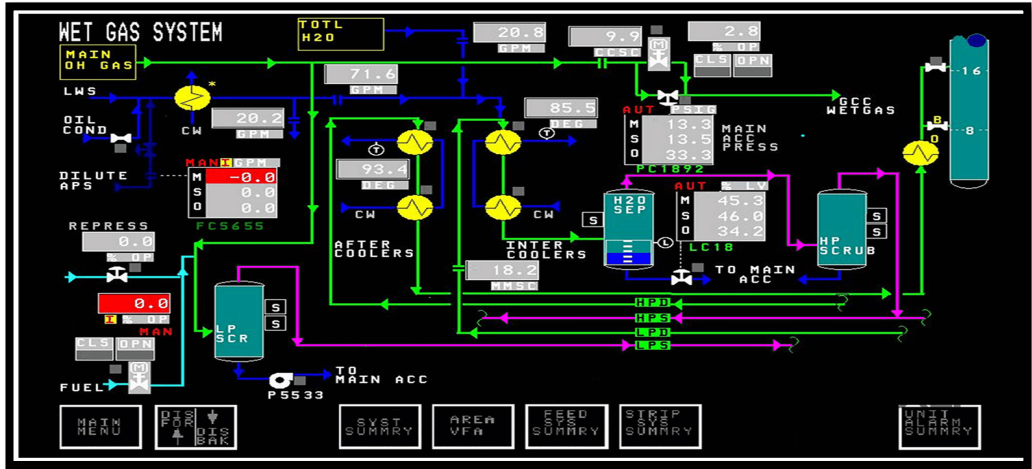 WET GAS SYSTEM
TOTL
H2O
20.8
GPM
9.9
CCSC
M
2.8
% OP
CLS OPN
MAIN
OH GAS
71.6
GPM
16
LWS
*
GCC
WETGAS
OIL
COND
CW
20.2
GPM
85.5
DEG
T
AUT PSIG
M 13.3
S 13.5
O 33.3
MAIN
ACC
PRESS
PC1892
B
O
8
DILUTE
APS
MAN I GPM
M -0.0
S 0.0
O 0.0
FC5655
T
93.4
DEG
CW
CW
AUT % LV
M 45.3
S 46.0
O 34.2
LC18
H2O
SEP
S
L
HP
SCRUB
S
S
REPRESS
0.0
% OP
AFTER
COOLERS
INTER
COOLERS
18.2
MMSC
TO MAIN
ACC
0.0
I % OP
MAN
LP
SCR
S
S
HPD
HPS
LPD
LPS
CLS OPN
M
FUEL
P5533
TO
MAIN ACC
MAIN
MENU
DIS
FOR
DIS
BAK
SYST
SUMMRY
AREA
VFA
FEED
SYS
SUMMRY
STRIP
SYS
SUMMRY
UNIT
ALARM
SUMMRY